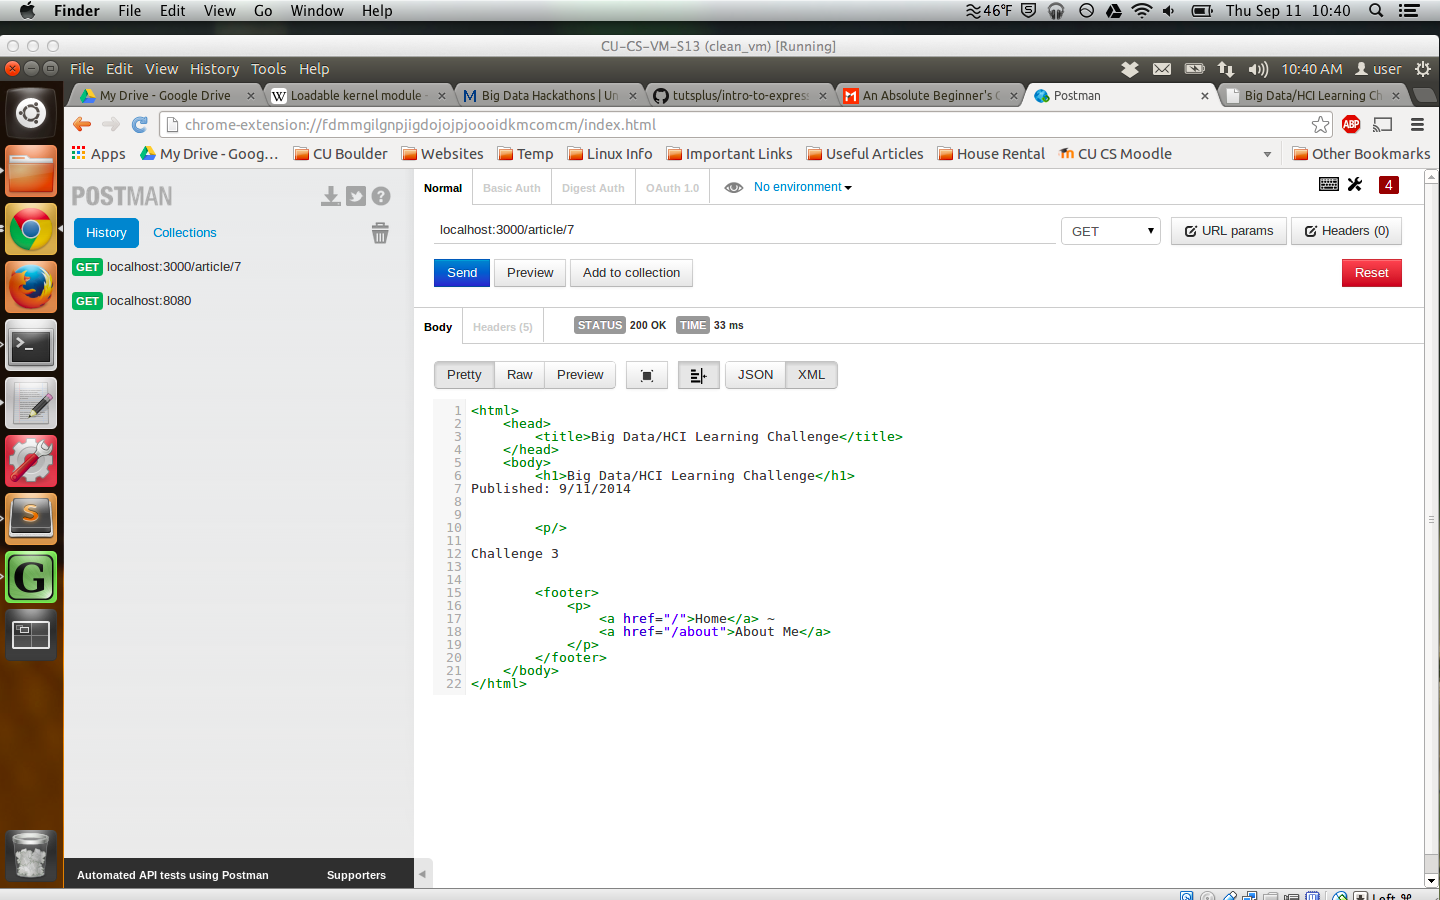 Finder File Edit View Go Window Help 46°F Thu Sep 11 10:40
CU-CS-VM-S13 (clean_vm) [Running]
File Edit View History Tools Help 10:40 AM user
My Drive - Google Drive Loadable kernel module - Big Data Hackathons | Un tutsplus/intro-to-express An Absolute Beginner's G Postman Big Data/HCI Learning Ch
chrome-extension://fdmmgilgnpjigdojojpjoooidkmcomcm/index.html ABP
Apps My Drive - Goog... CU Boulder Websites Temp Linux Info Important Links Useful Articles House Rental CU CS Moodle Other Bookmarks
POSTMAN
Normal Basic Auth Digest Auth OAuth 1.0 No environment 4
History Collections
localhost:3000/article/7 GET URL params Headers (0)
GET localhost:3000/article/7
GET localhost:8080
Send Preview Add to collection Reset
Body Headers (5) STATUS 200 OK TIME 33 ms
Pretty Raw Preview JSON XML
1 <html>
2 <head>
3 <title>Big Data/HCI Learning Challenge</title>
4 </head>
5 <body>
6 <h1>Big Data/HCI Learning Challenge</h1>
7 Published: 9/11/2014
8
9
10 <p/>
11
12 Challenge 3
13
14
15 <footer>
16 <p>
17 <a href="/">Home</a> ~
18 <a href="/about">About Me</a>
19 </p>
20 </footer>
21 </body>
22 </html>
Automated API tests using Postman Supporters
Left ⌘